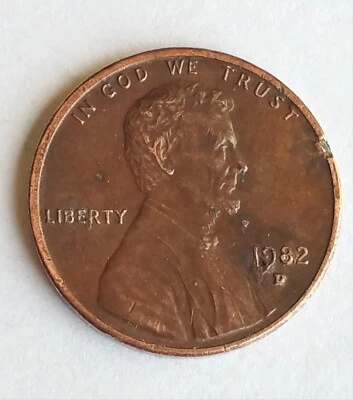 IN GOD WE TRUST
LIBERTY
1982
D